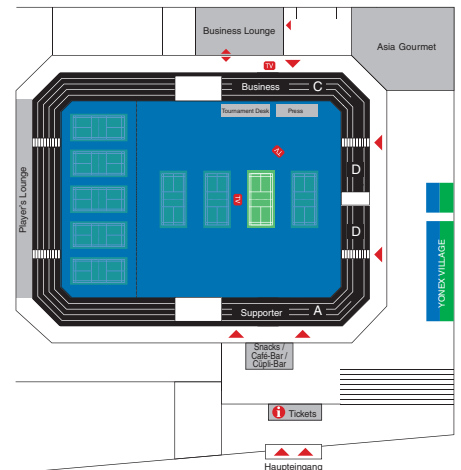 Business Lounge
Asia Gourmet
TV
Business C
Tournament Desk
Press
TV
Player's Lounge
D
TV
D
YONEX VILLAGE
Supporter A
Snacks /
Café-Bar /
Cüpli-Bar
i Tickets
Haupteingang